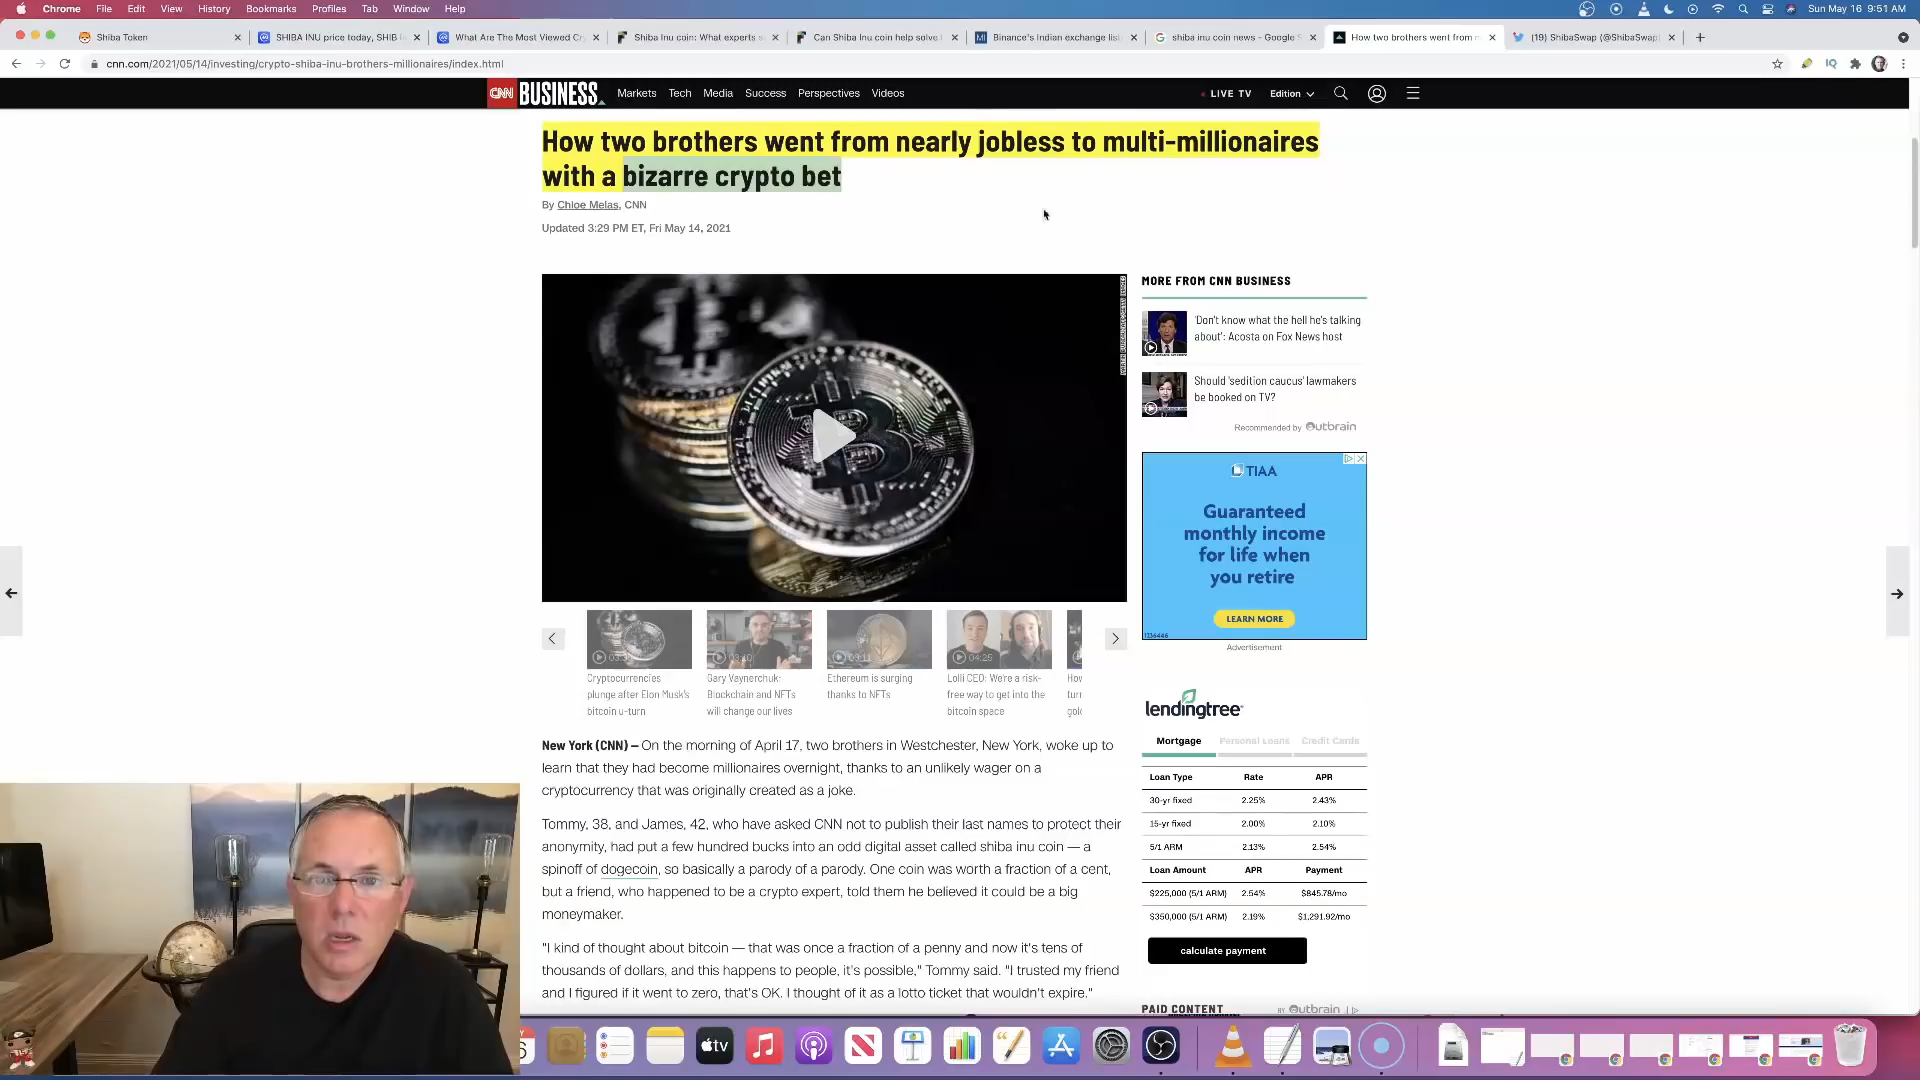 Chrome File Edit View History Bookmarks Profiles Tab Window Help
Sun May 16 9:51 AM
Shiba Token
SHIBA INU price today, SHIB
What Are The Most Viewed Cr
Shiba Inu coin: What experts s
Can Shiba Inu coin help solve
Binance's Indian exchange list
shiba inu coin news - Google S
How two brothers went from n
(19) ShibaSwap (@ShibaSwap
cnn.com/2021/05/14/investing/crypto-shiba-inu-brothers-millionaires/index.html
CNN BUSINESS Markets Tech Media Success Perspectives Videos
LIVE TV Edition
How two brothers went from nearly jobless to multi-millionaires
with a bizarre crypto bet
By Chloe Melas, CNN
Updated 3:29 PM ET, Fri May 14, 2021
03:10
04:25
Cryptocurrencies
plunge after Elon Musk's
bitcoin u-turn
Gary Vaynerchuk:
Blockchain and NFTs
will change our lives
Ethereum is surging
thanks to NFTs
Lolli CEO: We're a risk-
free way to get into the
bitcoin space
How
turr
gold
New York (CNN) — On the morning of April 17, two brothers in Westchester, New York, woke up to
learn that they had become millionaires overnight, thanks to an unlikely wager on a
cryptocurrency that was originally created as a joke.
Tommy, 38, and James, 42, who have asked CNN not to publish their last names to protect their
anonymity, had put a few hundred bucks into an odd digital asset called shiba inu coin — a
spinoff of dogecoin, so basically a parody of a parody. One coin was worth a fraction of a cent,
but a friend, who happened to be a crypto expert, told them he believed it could be a big
moneymaker.
"I kind of thought about bitcoin — that was once a fraction of a penny and now it's tens of
thousands of dollars, and this happens to people, it's possible," Tommy said. "I trusted my friend
and I figured if it went to zero, that's OK. I thought of it as a lotto ticket that wouldn't expire."
MORE FROM CNN BUSINESS
'Don't know what the hell he's talking
about': Acosta on Fox News host
Should 'sedition caucus' lawmakers
be booked on TV?
Recommended by Outbrain
TIAA
Guaranteed
monthly income
for life when
you retire
LEARN MORE
1336446
Advertisement
lendingtree
Mortgage Personal Loans Credit Cards
Loan Type Rate APR
30-yr fixed 2.25% 2.43%
15-yr fixed 2.00% 2.10%
5/1 ARM 2.13% 2.54%
Loan Amount APR Payment
$225,000 (5/1 ARM) 2.54% $845.78/mo
$350,000 (5/1 ARM) 2.19% $1,291.92/mo
calculate payment
PAID CONTENT BY Outbrain
tv